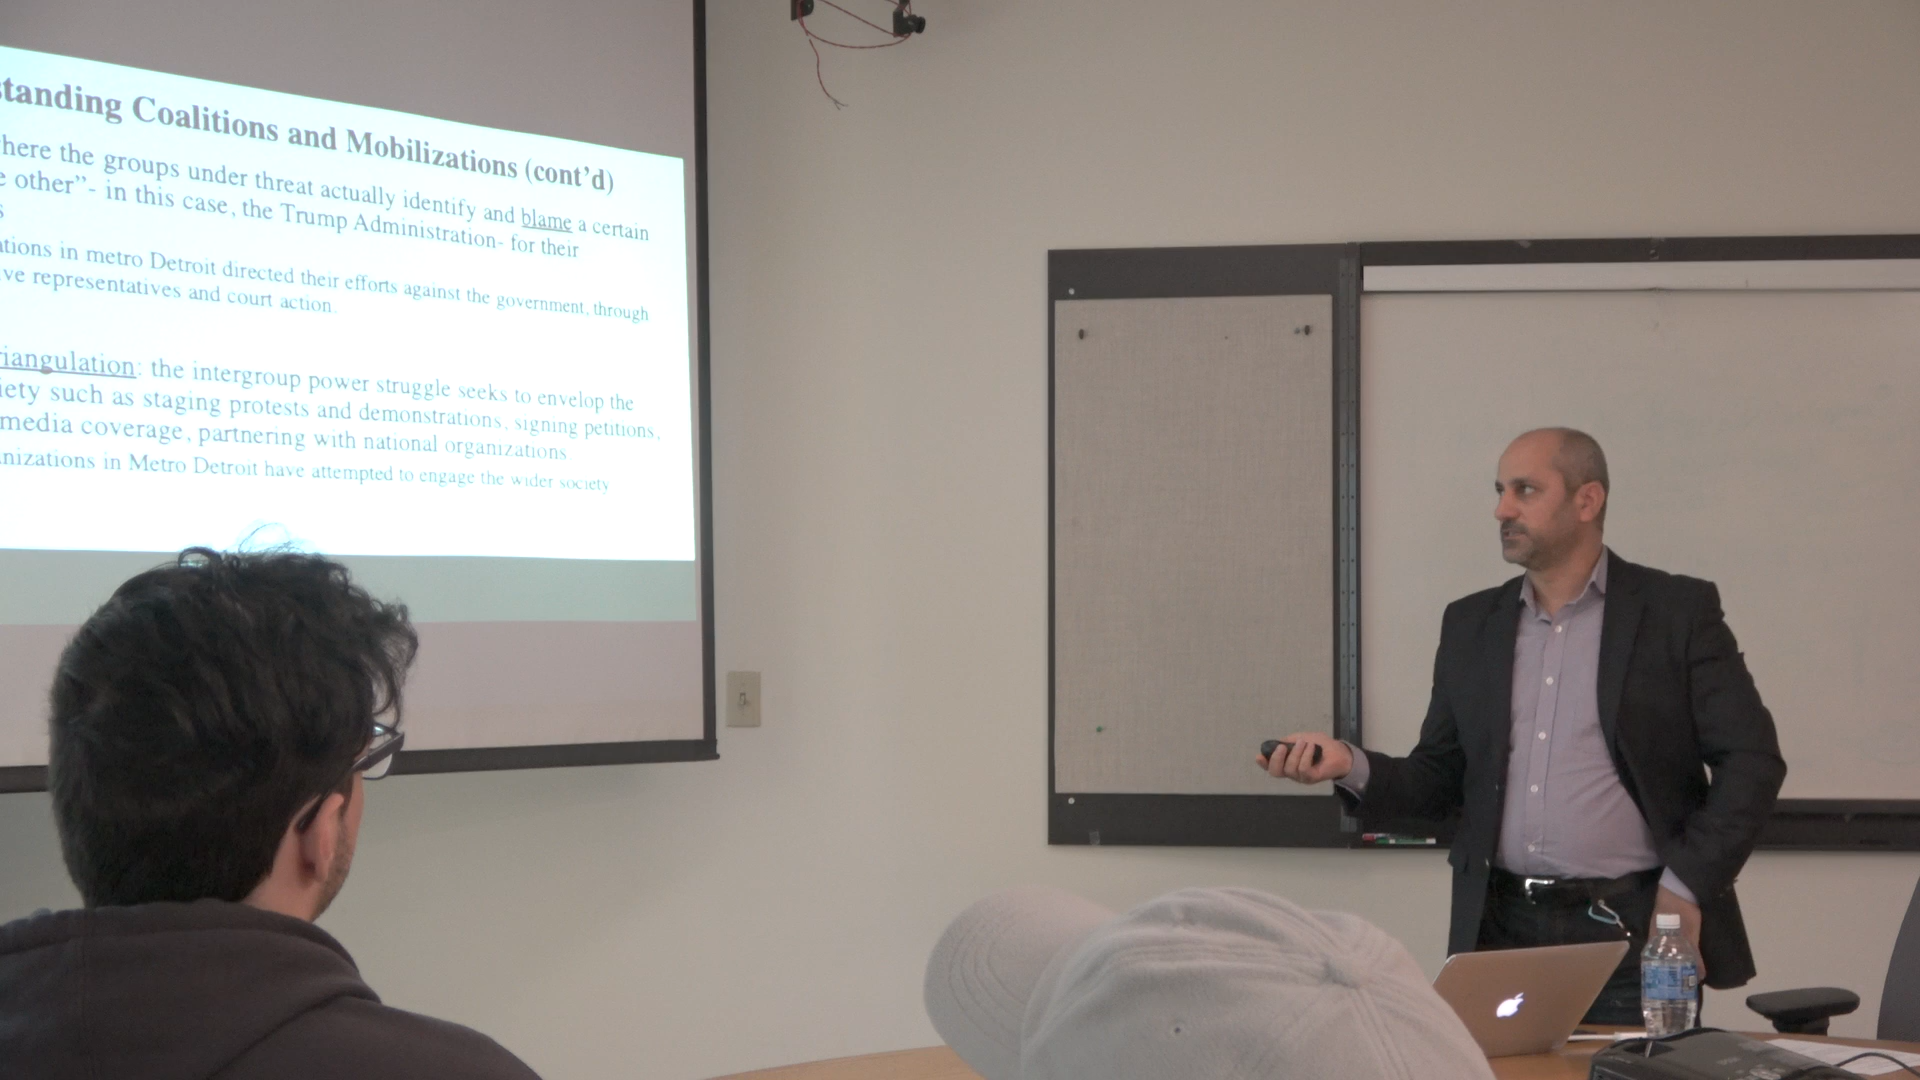 standing Coalitions and Mobilizations (cont'd)
here the groups under threat actually identify and blame a certain
other”- in this case, the Trump Administration- for their
s
tions in metro Detroit directed their efforts against the government, through
ve representatives and court action.
iangulation: the intergroup power struggle seeks to envelop the
iety such as staging protests and demonstrations, signing petitions,
media coverage, partnering with national organizations
nizations in Metro Detroit have attempted to engage the wider society